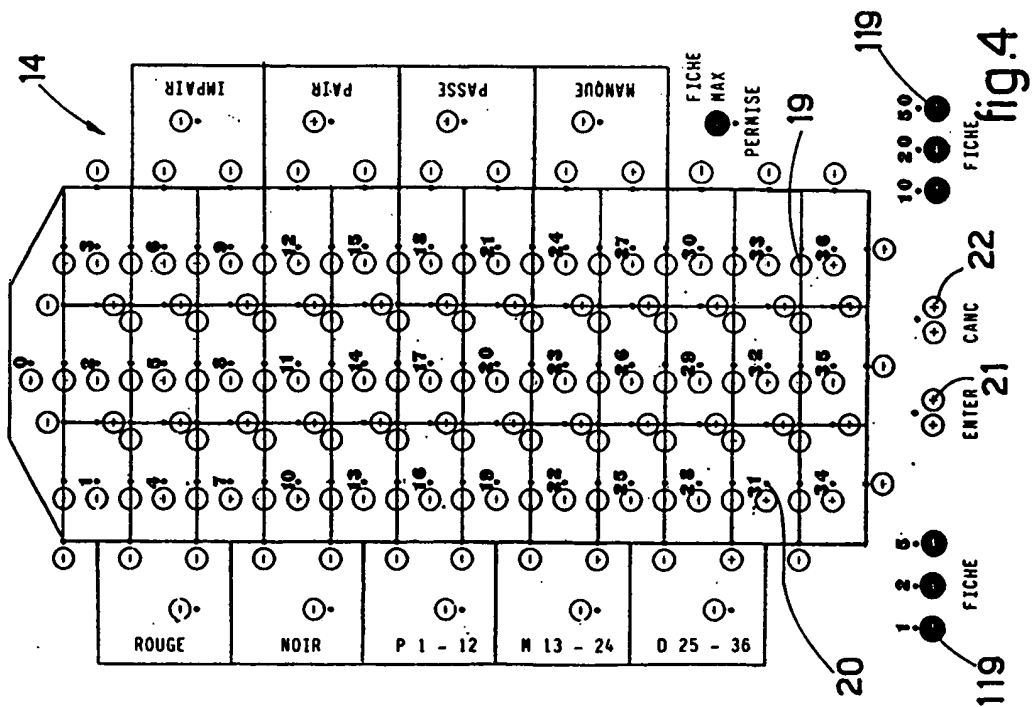 14
0
1 2 3
4 5 6
7 8 9
10 11 12
13 14 15
16 17 18
19 20 21
22 23 24
25 26 27
28 29 30
31 32 33
34 35 36
ROUGE
NOIR
P 1 - 12
M 13 - 24
D 25 - 36
IMPAIR
PAIR
PASSE
MANQUE
FICHE
MAX
PERMISE
19
20
1 2 5
FICHE
119
ENTER
21
CANC
22
10 20 50
FICHE
119
fig.4